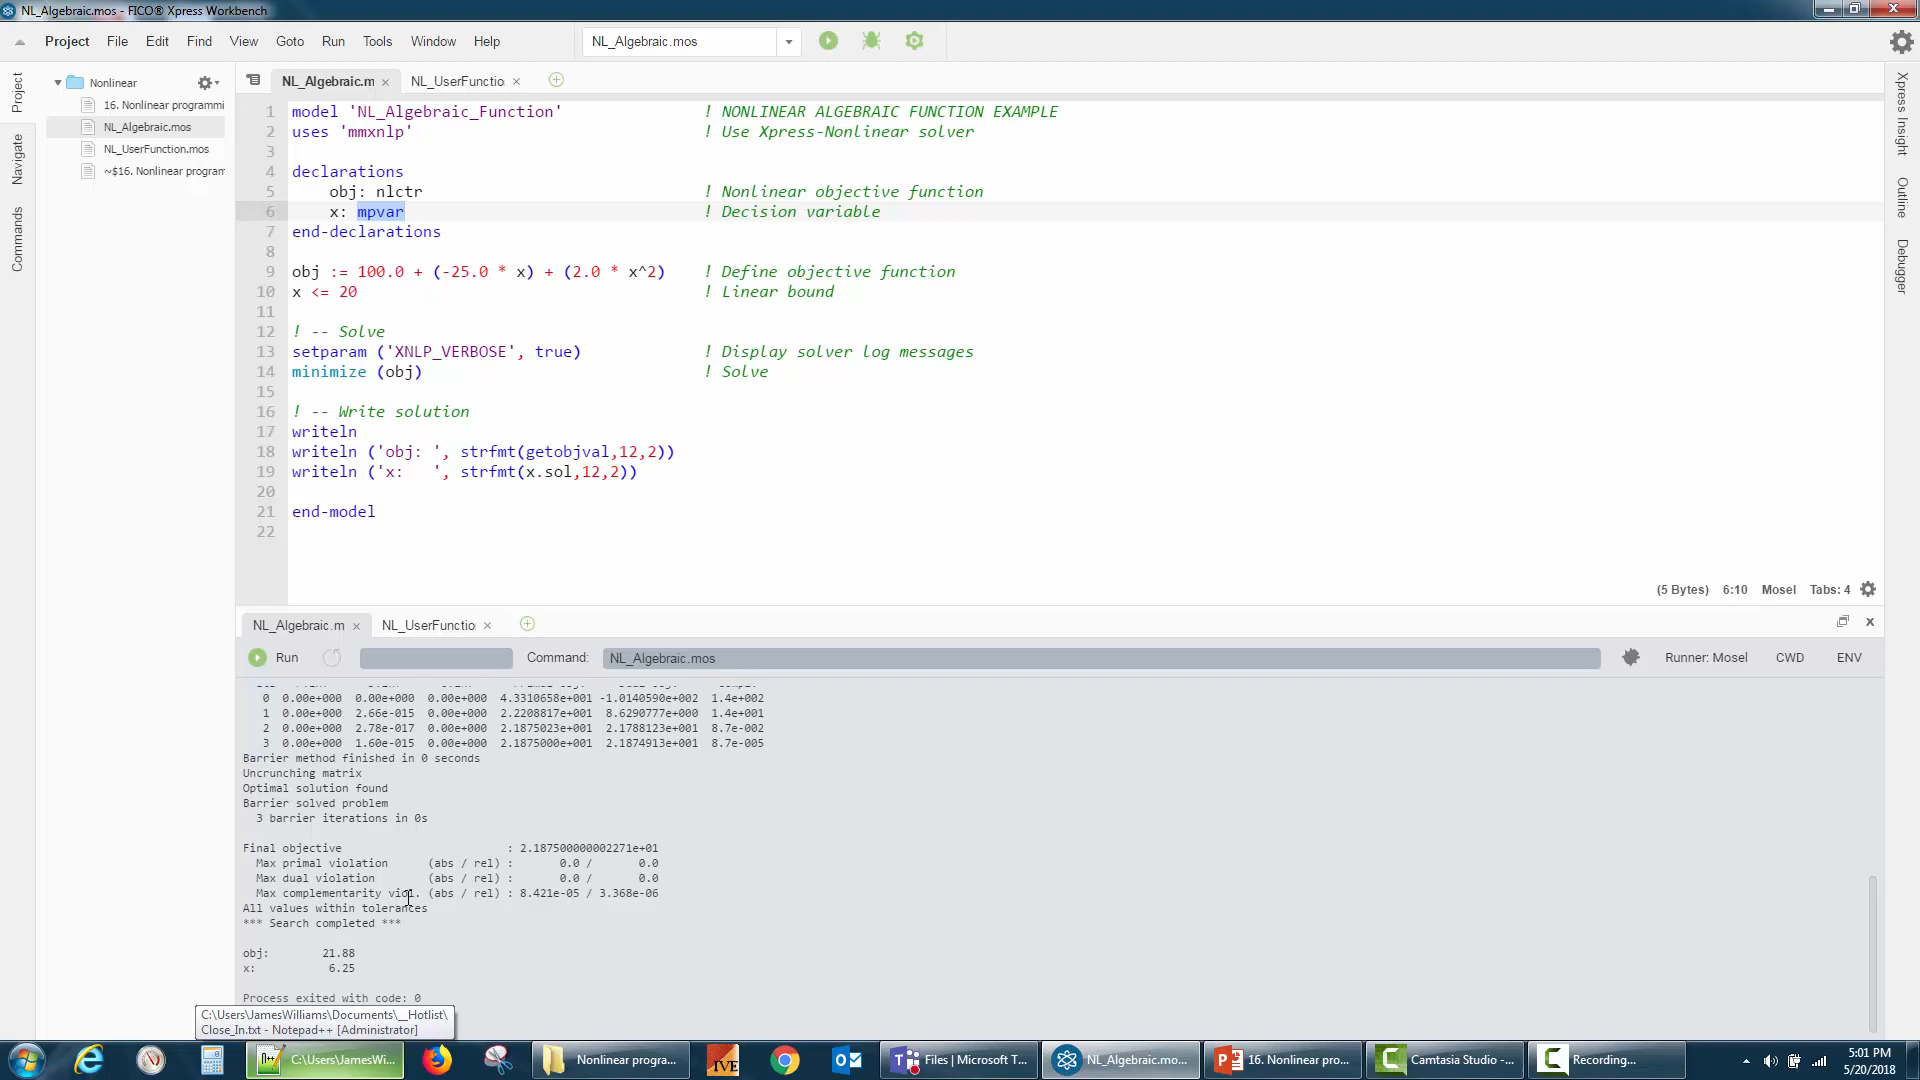 NL_Algebraic.mos - FICO® Xpress Workbench
Project File Edit Find View Goto Run Tools Window Help
NL_Algebraic.mos
Project
Navigate
Commands
Nonlinear
16. Nonlinear programmi
NL_Algebraic.mos
NL_UserFunction.mos
~$16. Nonlinear program
NL_Algebraic.m × NL_UserFunctio ×
1 model 'NL_Algebraic_Function' ! NONLINEAR ALGEBRAIC FUNCTION EXAMPLE
2 uses 'mmxnlp' ! Use Xpress-Nonlinear solver
3
4 declarations
5 obj: nlctr ! Nonlinear objective function
6 x: mpvar ! Decision variable
7 end-declarations
8
9 obj := 100.0 + (-25.0 * x) + (2.0 * x^2) ! Define objective function
10 x <= 20 ! Linear bound
11
12 ! -- Solve
13 setparam ('XNLP_VERBOSE', true) ! Display solver log messages
14 minimize (obj) ! Solve
15
16 ! -- Write solution
17 writeln
18 writeln ('obj: ', strfmt(getobjval,12,2))
19 writeln ('x:   ', strfmt(x.sol,12,2))
20
21 end-model
22
(5 Bytes) 6:10 Mosel Tabs: 4
Xpress Insight
Outline
Debugger
NL_Algebraic.m × NL_UserFunctio ×
Run Command: NL_Algebraic.mos Runner: Mosel CWD ENV
0 0.00e+000 0.00e+000 0.00e+000 4.3310658e+001 -1.0140590e+002 1.4e+002
1 0.00e+000 2.66e-015 0.00e+000 2.2208817e+001 8.6290777e+000 1.4e+001
2 0.00e+000 2.78e-017 0.00e+000 2.1875023e+001 2.1788123e+001 8.7e-002
3 0.00e+000 1.60e-015 0.00e+000 2.1875000e+001 2.1874913e+001 8.7e-005
Barrier method finished in 0 seconds
Uncrunching matrix
Optimal solution found
Barrier solved problem
3 barrier iterations in 0s
Final objective : 2.187500000002271e+01
Max primal violation (abs / rel) : 0.0 / 0.0
Max dual violation (abs / rel) : 0.0 / 0.0
Max complementarity viol. (abs / rel) : 8.421e-05 / 3.368e-06
All values within tolerances
*** Search completed ***
obj: 21.88
x: 6.25
Process exited with code: 0
C:\Users\JamesWilliams\Documents\__Hotlist\
Close_In.txt - Notepad++ [Administrator]
C:\Users\JamesWi...
Nonlinear progra...
IVE
Files | Microsoft T...
NL_Algebraic.mo...
16. Nonlinear pro...
Camtasia Studio -...
Recording...
5:01 PM
5/20/2018